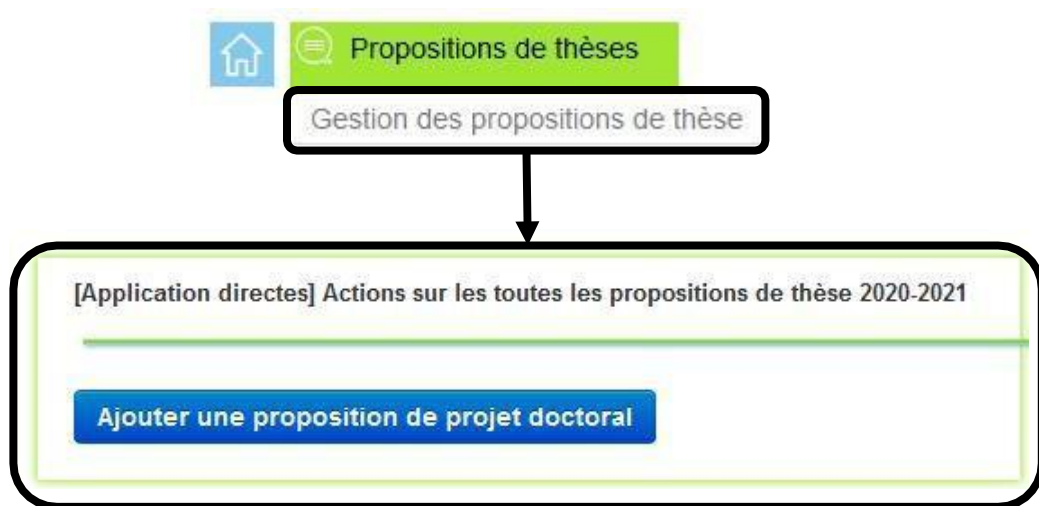 Propositions de thèses
Gestion des propositions de thèse
[Application directes] Actions sur les toutes les propositions de thèse 2020-2021
Ajouter une proposition de projet doctoral